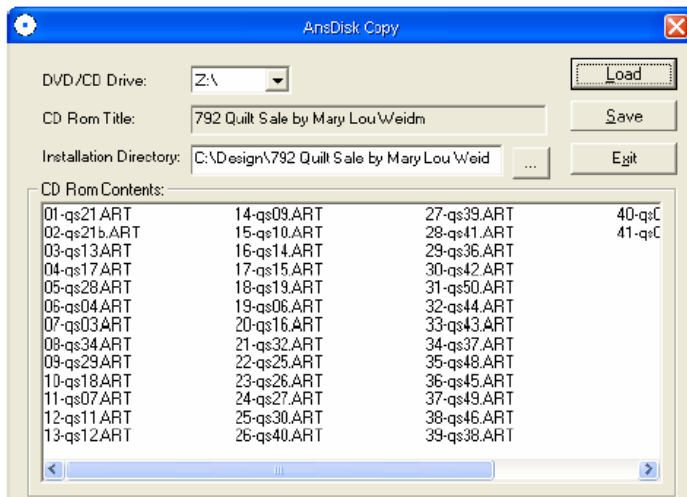 AnsDisk Copy
DVD/CD Drive:
Z:\
Load
CD Rom Title:
792 Quilt Sale by Mary Lou Weidm
Save
Installation Directory:
C:\Design\792 Quilt Sale by Mary Lou Weid
...
Exit
CD Rom Contents:
01-qs21.ART
02-qs21b.ART
03-qs13.ART
04-qs17.ART
05-qs28.ART
06-qs04.ART
07-qs03.ART
08-qs34.ART
09-qs29.ART
10-qs18.ART
11-qs07.ART
12-qs11.ART
13-qs12.ART
14-qs09.ART
15-qs10.ART
16-qs14.ART
17-qs15.ART
18-qs19.ART
19-qs06.ART
20-qs16.ART
21-qs32.ART
22-qs25.ART
23-qs26.ART
24-qs27.ART
25-qs30.ART
26-qs40.ART
27-qs39.ART
28-qs41.ART
29-qs36.ART
30-qs42.ART
31-qs50.ART
32-qs44.ART
33-qs43.ART
34-qs37.ART
35-qs48.ART
36-qs45.ART
37-qs49.ART
38-qs46.ART
39-qs38.ART